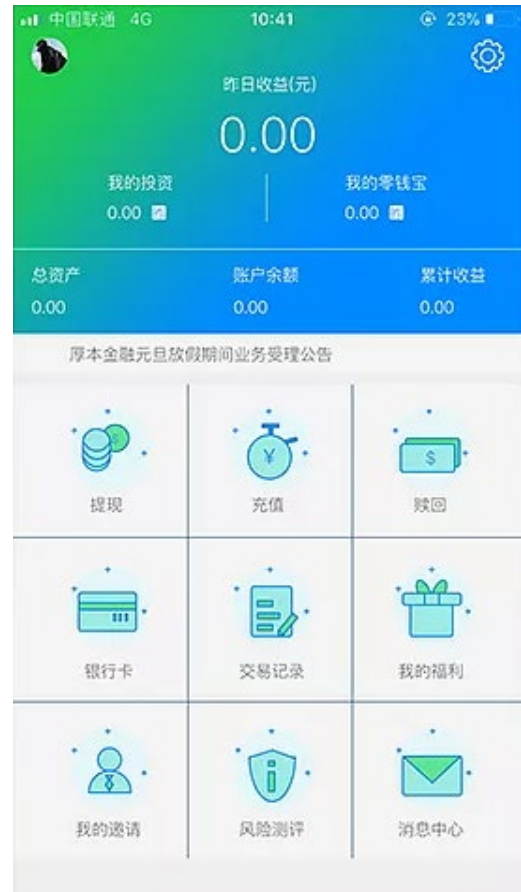 中国联通 4G 10:41 23%
昨日收益(元)
0.00
我的投资 我的零钱宝
0.00 0.00
总资产 账户余额 累计收益
0.00 0.00 0.00
厚本金融元旦放假期间业务受理公告
提现 充值 赎回
银行卡 交易记录 我的福利
我的邀请 风险测评 消息中心